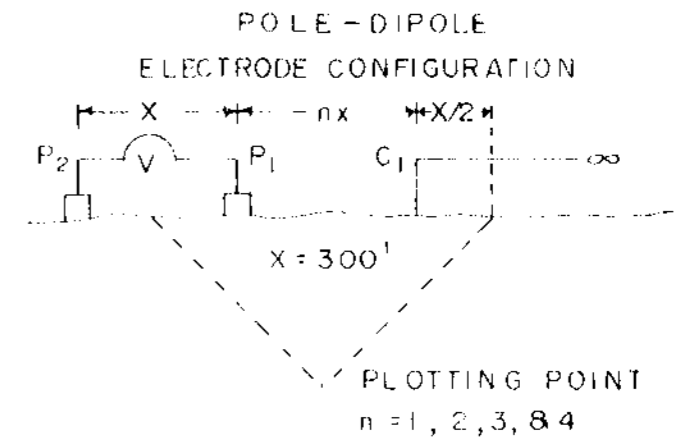 POLE-DIPOLE
ELECTRODE CONFIGURATION
X nx X/2
P2 V P1 C1 ∞
X = 300'
PLOTTING POINT
n = 1, 2, 3, & 4